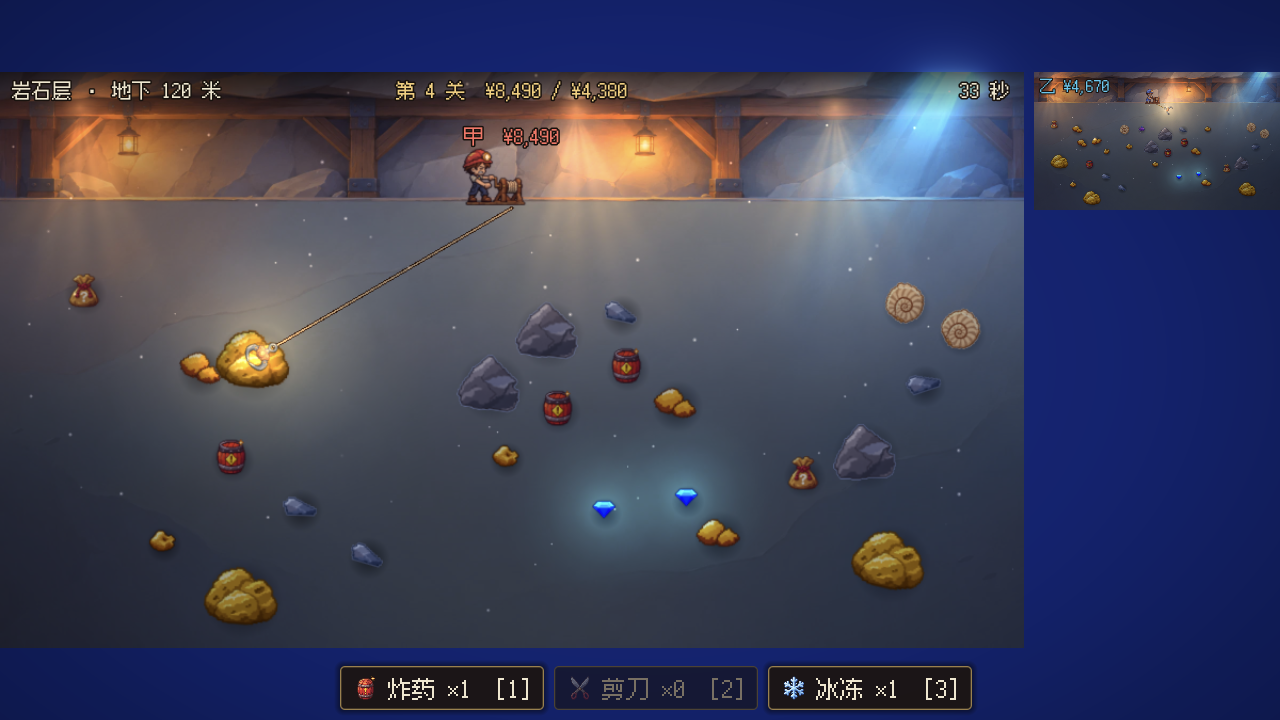 岩石层 · 地下 120 米
第 4 关 ¥8,490 / ¥4,380
33 秒
甲 ¥8,490
乙 ¥4,670
炸药 ×1 [1]
剪刀 ×0 [2]
冰冻 ×1 [3]